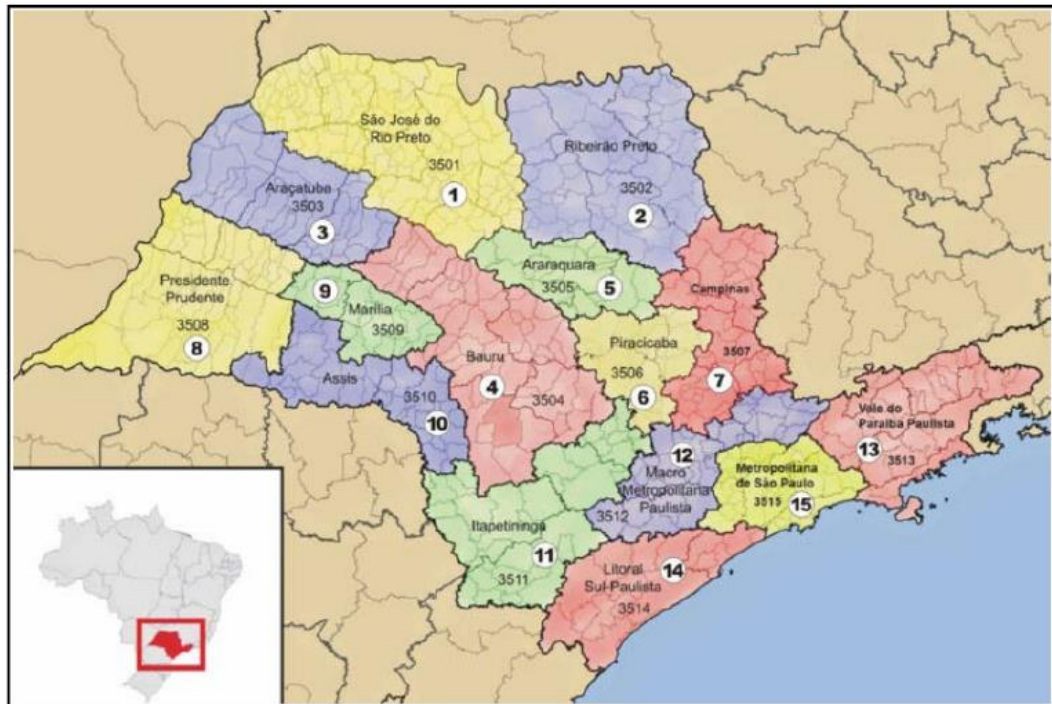 São José do
Rio Preto
3501
1
Ribeirão Preto
3502
2
Araçatuba
3503
3
Araraquara
3505
5
Campinas
3507
7
Presidente
Prudente
3508
8
9
Marília
3509
Bauru
4
3504
Piracicaba
3506
6
Assis
3510
10
12
Macro
Metropolitana
Paulista
3512
Vale do
Paraíba Paulista
13
3513
Metropolitana
de São Paulo
3515
15
Itapetininga
11
3511
Litoral
Sul-Paulista
14
3514